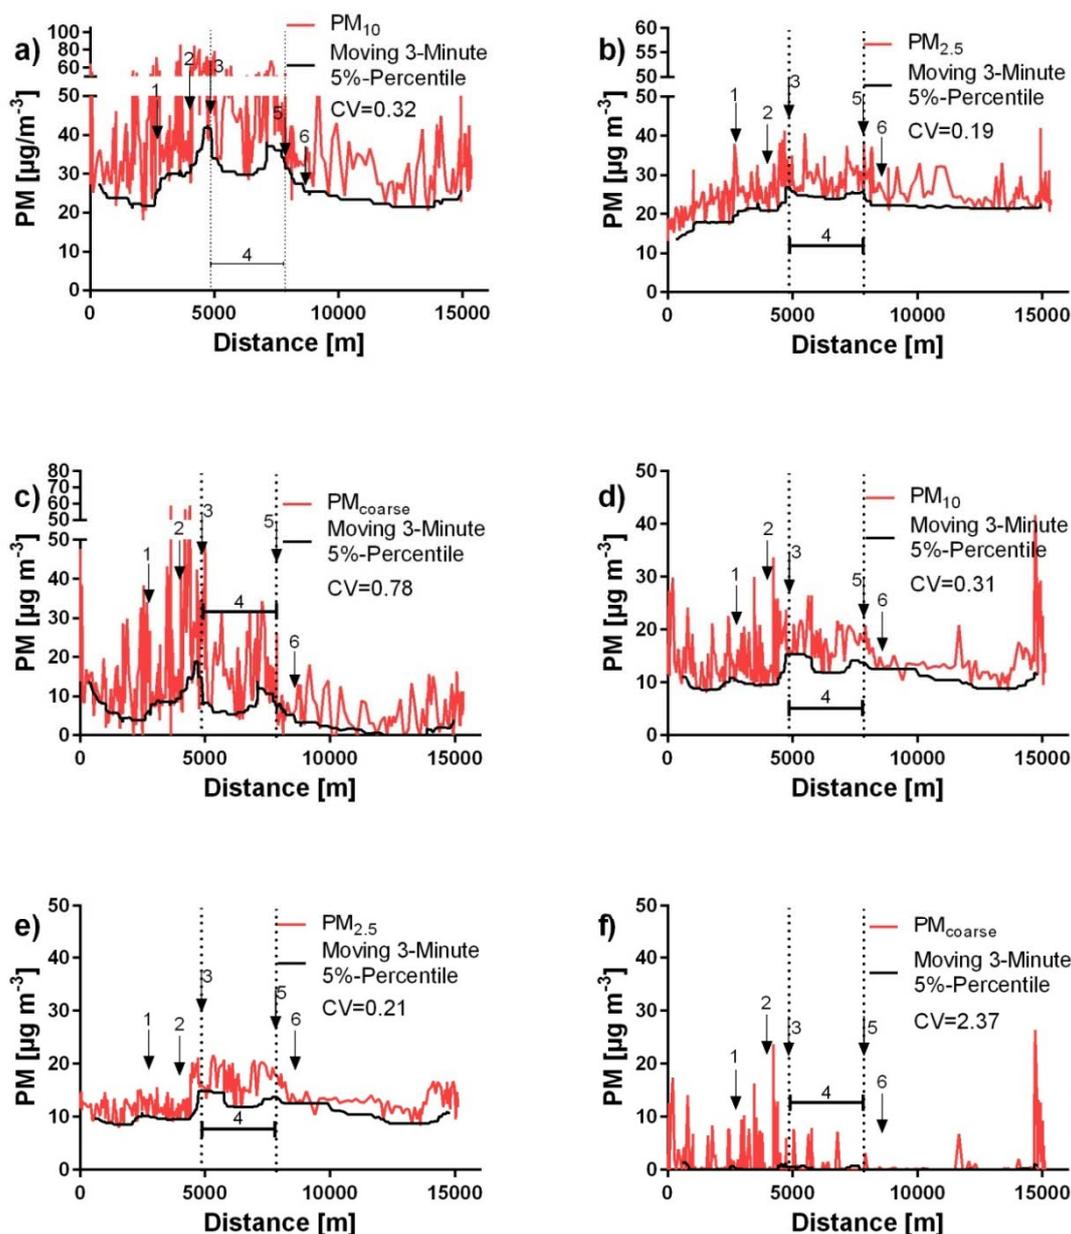 a)
PM [µg/m⁻³]
100
80
60
50
40
30
20
10
0
1
2
3
5
6
4
PM₁₀
Moving 3-Minute
5%-Percentile
CV=0.32
0 5000 10000 15000
Distance [m]
b)
PM [µg m⁻³]
60
55
50
50
40
30
20
10
0
1
2
3
5
6
4
PM₂.₅
Moving 3-Minute
5%-Percentile
CV=0.19
0 5000 10000 15000
Distance [m]
c)
PM [µg m⁻³]
80
70
60
50
50
40
30
20
10
0
1
2
3
5
4
6
PMcoarse
Moving 3-Minute
5%-Percentile
CV=0.78
0 5000 10000 15000
Distance [m]
d)
PM [µg m⁻³]
50
40
30
20
10
0
1
2
3
5
6
4
PM₁₀
Moving 3-Minute
5%-Percentile
CV=0.31
0 5000 10000 15000
Distance [m]
e)
PM [µg m⁻³]
50
40
30
20
10
0
1
2
3
5
6
4
PM₂.₅
Moving 3-Minute
5%-Percentile
CV=0.21
0 5000 10000 15000
Distance [m]
f)
PM [µg m⁻³]
50
40
30
20
10
0
1
2
3
5
4
6
PMcoarse
Moving 3-Minute
5%-Percentile
CV=2.37
0 5000 10000 15000
Distance [m]